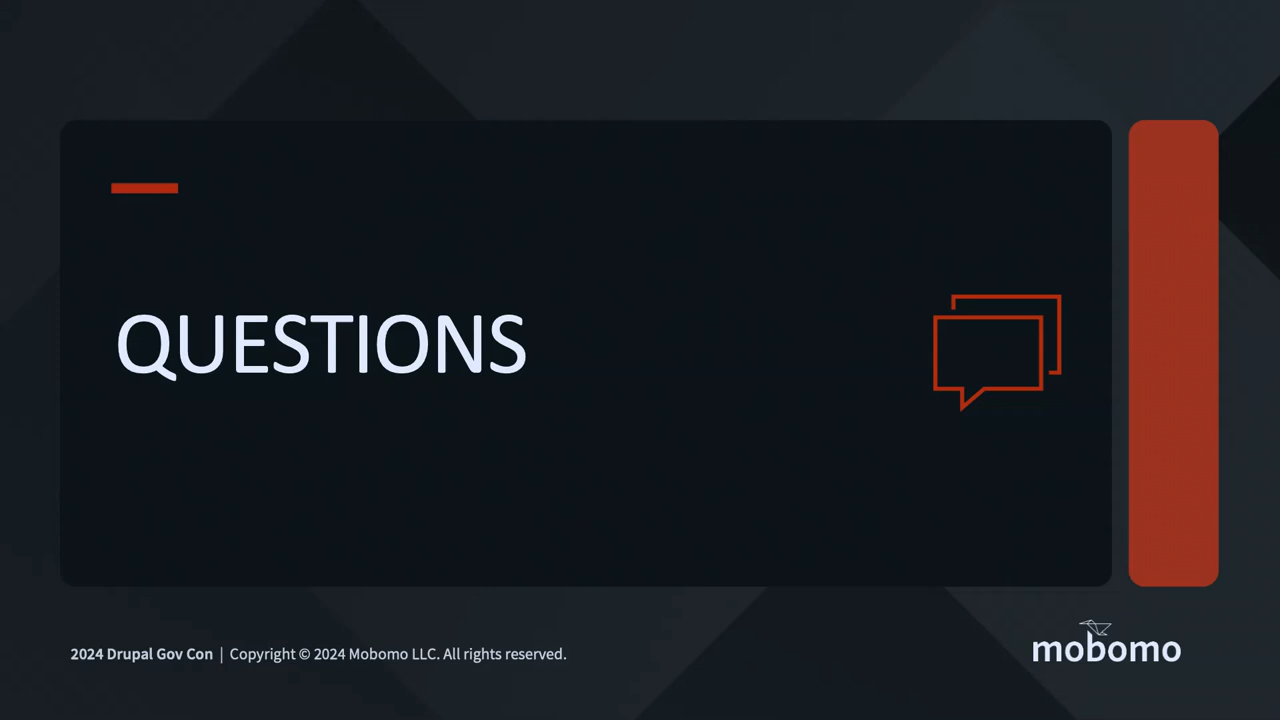 QUESTIONS
2024 Drupal Gov Con | Copyright © 2024 Mobomo LLC. All rights reserved.
mobomo